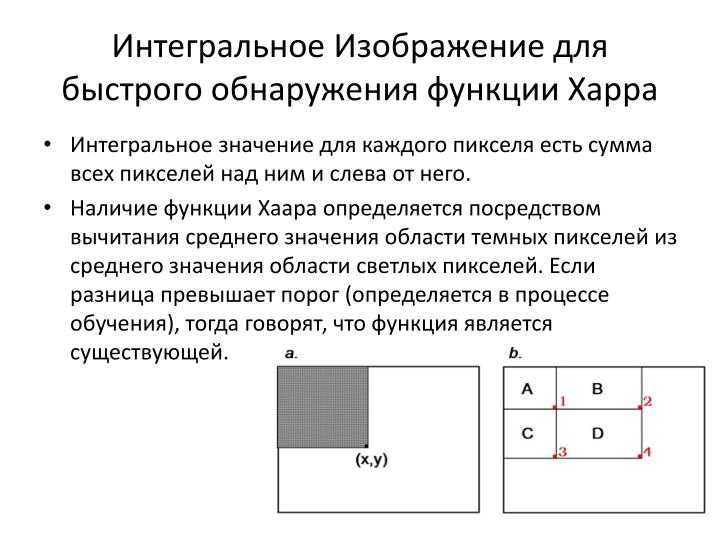 Интегральное Изображение для
быстрого обнаружения функции Харра
• Интегральное значение для каждого пикселя есть сумма
всех пикселей над ним и слева от него.
• Наличие функции Хаара определяется посредством
вычитания среднего значения области темных пикселей из
среднего значения области светлых пикселей. Если
разница превышает порог (определяется в процессе
обучения), тогда говорят, что функция является
существующей.
a.
(x,y)
b.
A B
1 2
C D
3 4